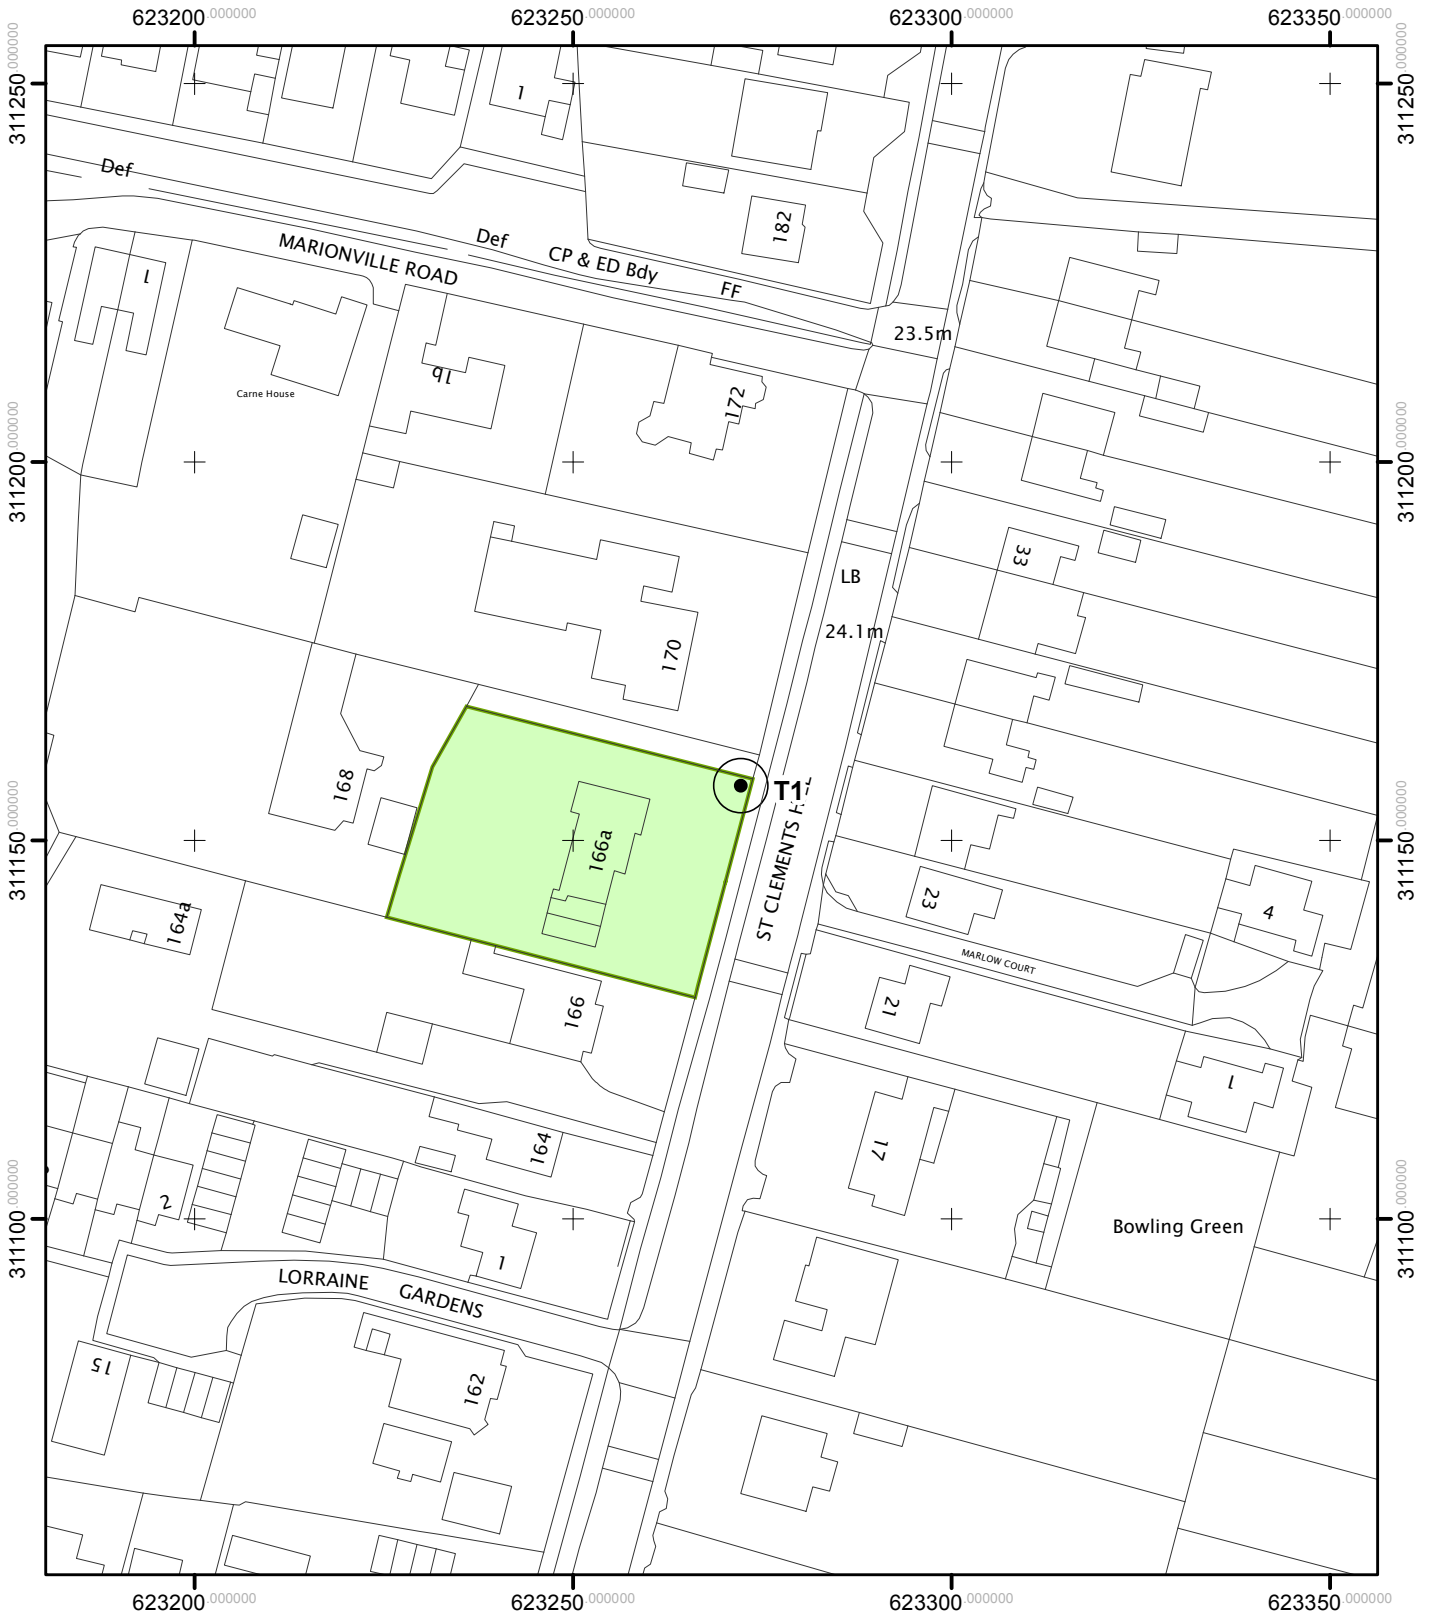 623200.000000 623250.000000 623300.000000 623350.000000
311250.000000
311250.000000
1
Def
182
Def
CP & ED Bdy
FF
MARIONVILLE ROAD
1
23.5m
1b
Carne House
172
311200.000000
311200.000000
33
LB
24.1m
170
168
T1
ST CLEMENTS H
166a
311150.000000
311150.000000
23
4
164a
MARLOW COURT
166
21
1
164
17
2
311100.000000
311100.000000
Bowling Green
1
LORRAINE GARDENS
15
162
623200.000000 623250.000000 623300.000000 623350.000000